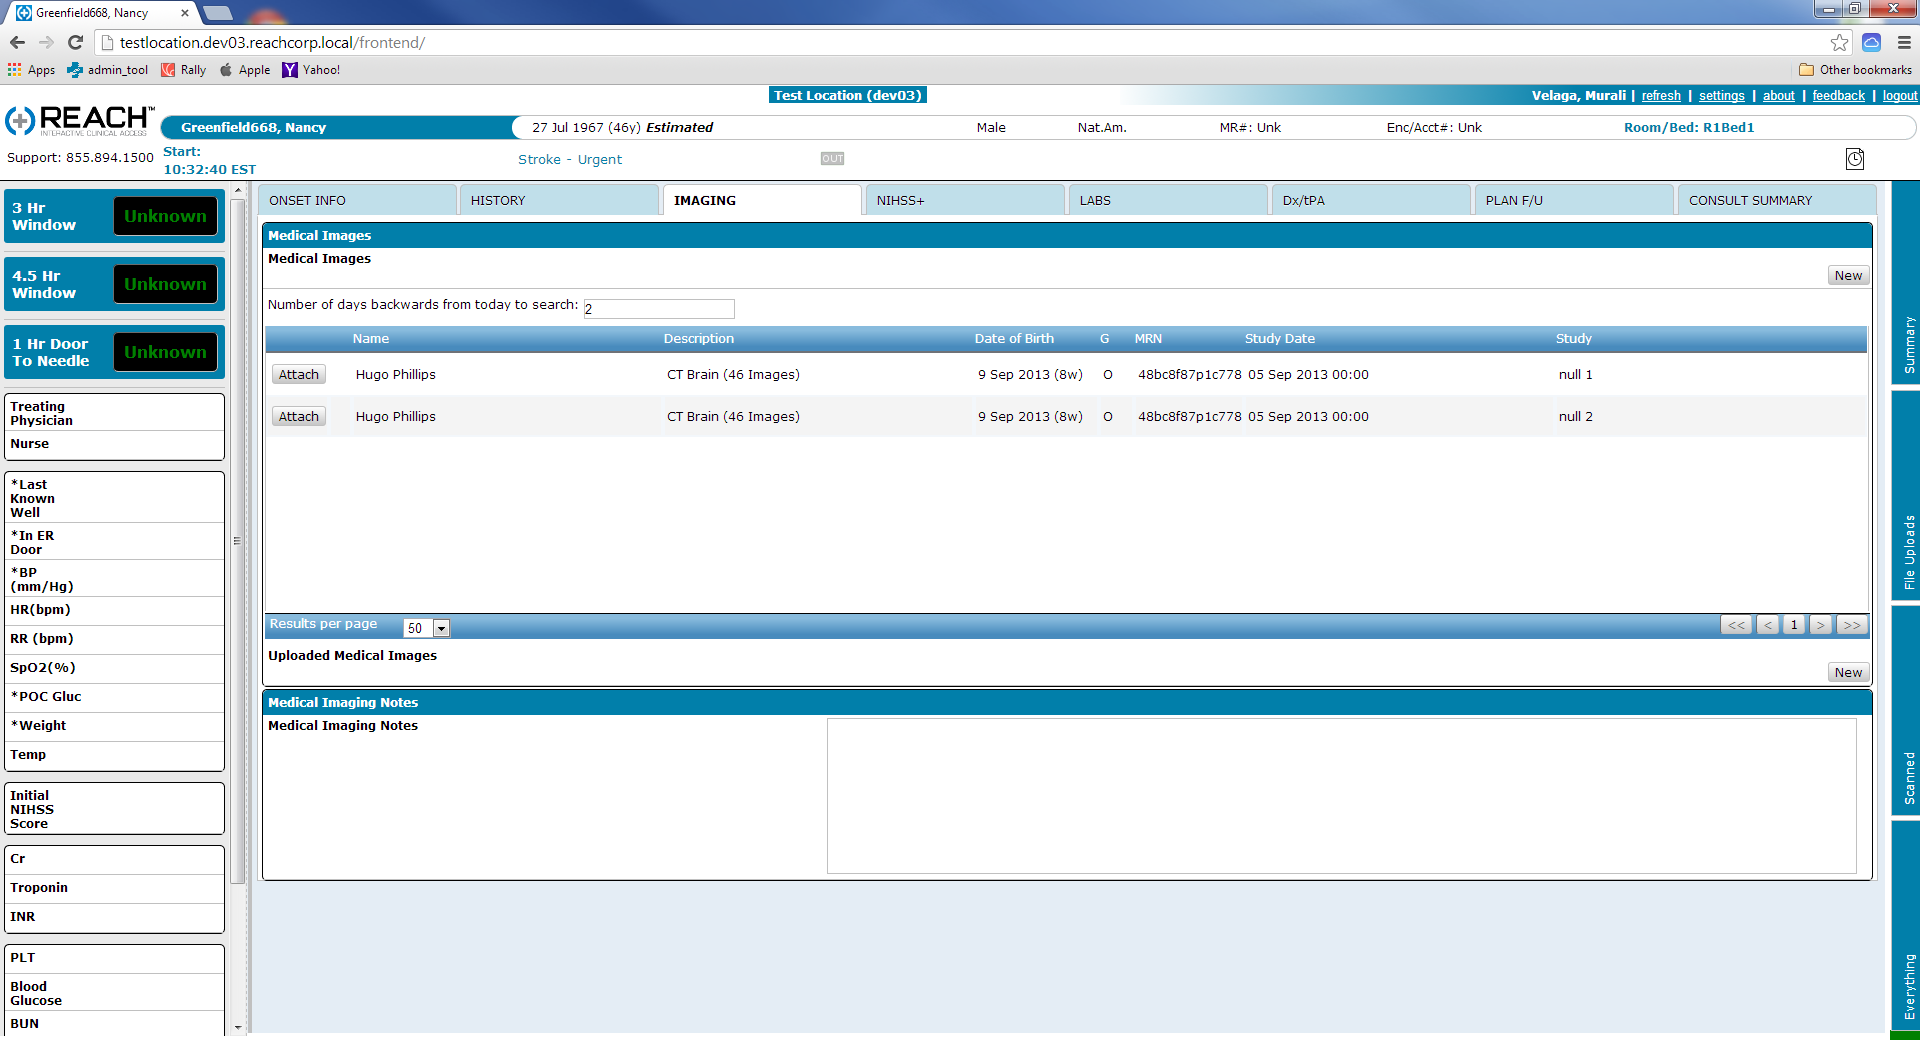 Greenfield668, Nancy
testlocation.dev03.reachcorp.local/frontend/
Apps admin_tool Rally Apple Yahoo! Other bookmarks
Test Location (dev03) Velaga, Murali | refresh | settings | about | feedback | logout
REACH™
INTERACTIVE CLINICAL ACCESS
Greenfield668, Nancy 27 Jul 1967 (46y) Estimated Male Nat.Am. MR#: Unk Enc/Acct#: Unk Room/Bed: R1Bed1
Support: 855.894.1500
Start:
10:32:40 EST
Stroke - Urgent OUT
3 Hr
Window
Unknown
4.5 Hr
Window
Unknown
1 Hr Door
To Needle
Unknown
Treating
Physician
Nurse
*Last
Known
Well
*In ER
Door
*BP
(mm/Hg)
HR(bpm)
RR (bpm)
SpO2(%)
*POC Gluc
*Weight
Temp
Initial
NIHSS
Score
Cr
Troponin
INR
PLT
Blood
Glucose
BUN
ONSET INFO HISTORY IMAGING NIHSS+ LABS Dx/tPA PLAN F/U CONSULT SUMMARY
Medical Images
Medical Images
New
Number of days backwards from today to search: 2
Name Description Date of Birth G MRN Study Date Study
Attach Hugo Phillips CT Brain (46 Images) 9 Sep 2013 (8w) O 48bc8f87p1c778 05 Sep 2013 00:00 null 1
Attach Hugo Phillips CT Brain (46 Images) 9 Sep 2013 (8w) O 48bc8f87p1c778 05 Sep 2013 00:00 null 2
Results per page 50 << < 1 > >>
Uploaded Medical Images
New
Medical Imaging Notes
Medical Imaging Notes
Summary
File Uploads
Scanned
Everything